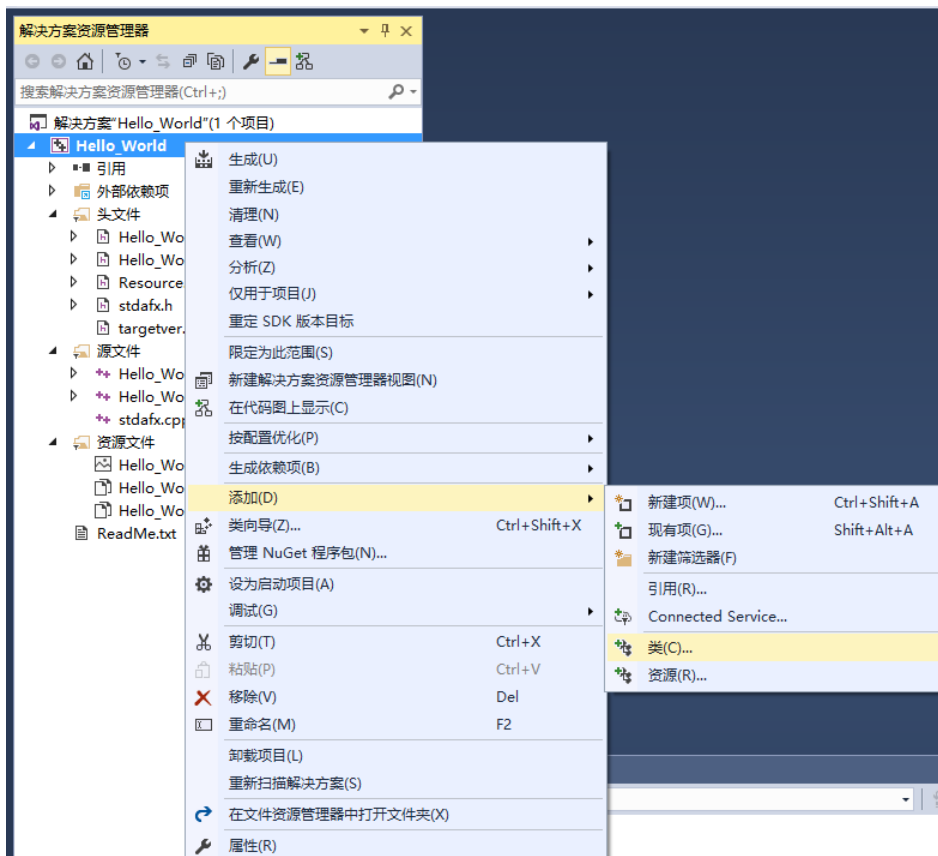 解决方案资源管理器
搜索解决方案资源管理器(Ctrl+;)
解决方案"Hello_World"(1 个项目)
Hello_World
引用
外部依赖项
头文件
Hello_Wo
Hello_Wo
Resource.
stdafx.h
targetver.
源文件
Hello_Wo
Hello_Wo
stdafx.cpp
资源文件
Hello_Wo
Hello_Wo
Hello_Wo
ReadMe.txt
生成(U)
重新生成(E)
清理(N)
查看(W)
分析(Z)
仅用于项目(J)
重定 SDK 版本目标
限定为此范围(S)
新建解决方案资源管理器视图(N)
在代码图上显示(C)
按配置优化(P)
生成依赖项(B)
添加(D)
类向导(Z)... Ctrl+Shift+X
管理 NuGet 程序包(N)...
设为启动项目(A)
调试(G)
剪切(T) Ctrl+X
粘贴(P) Ctrl+V
移除(V) Del
重命名(M) F2
卸载项目(L)
重新扫描解决方案(S)
在文件资源管理器中打开文件夹(X)
属性(R)
新建项(W)... Ctrl+Shift+A
现有项(G)... Shift+Alt+A
新建筛选器(F)
引用(R)...
Connected Service...
类(C)...
资源(R)...